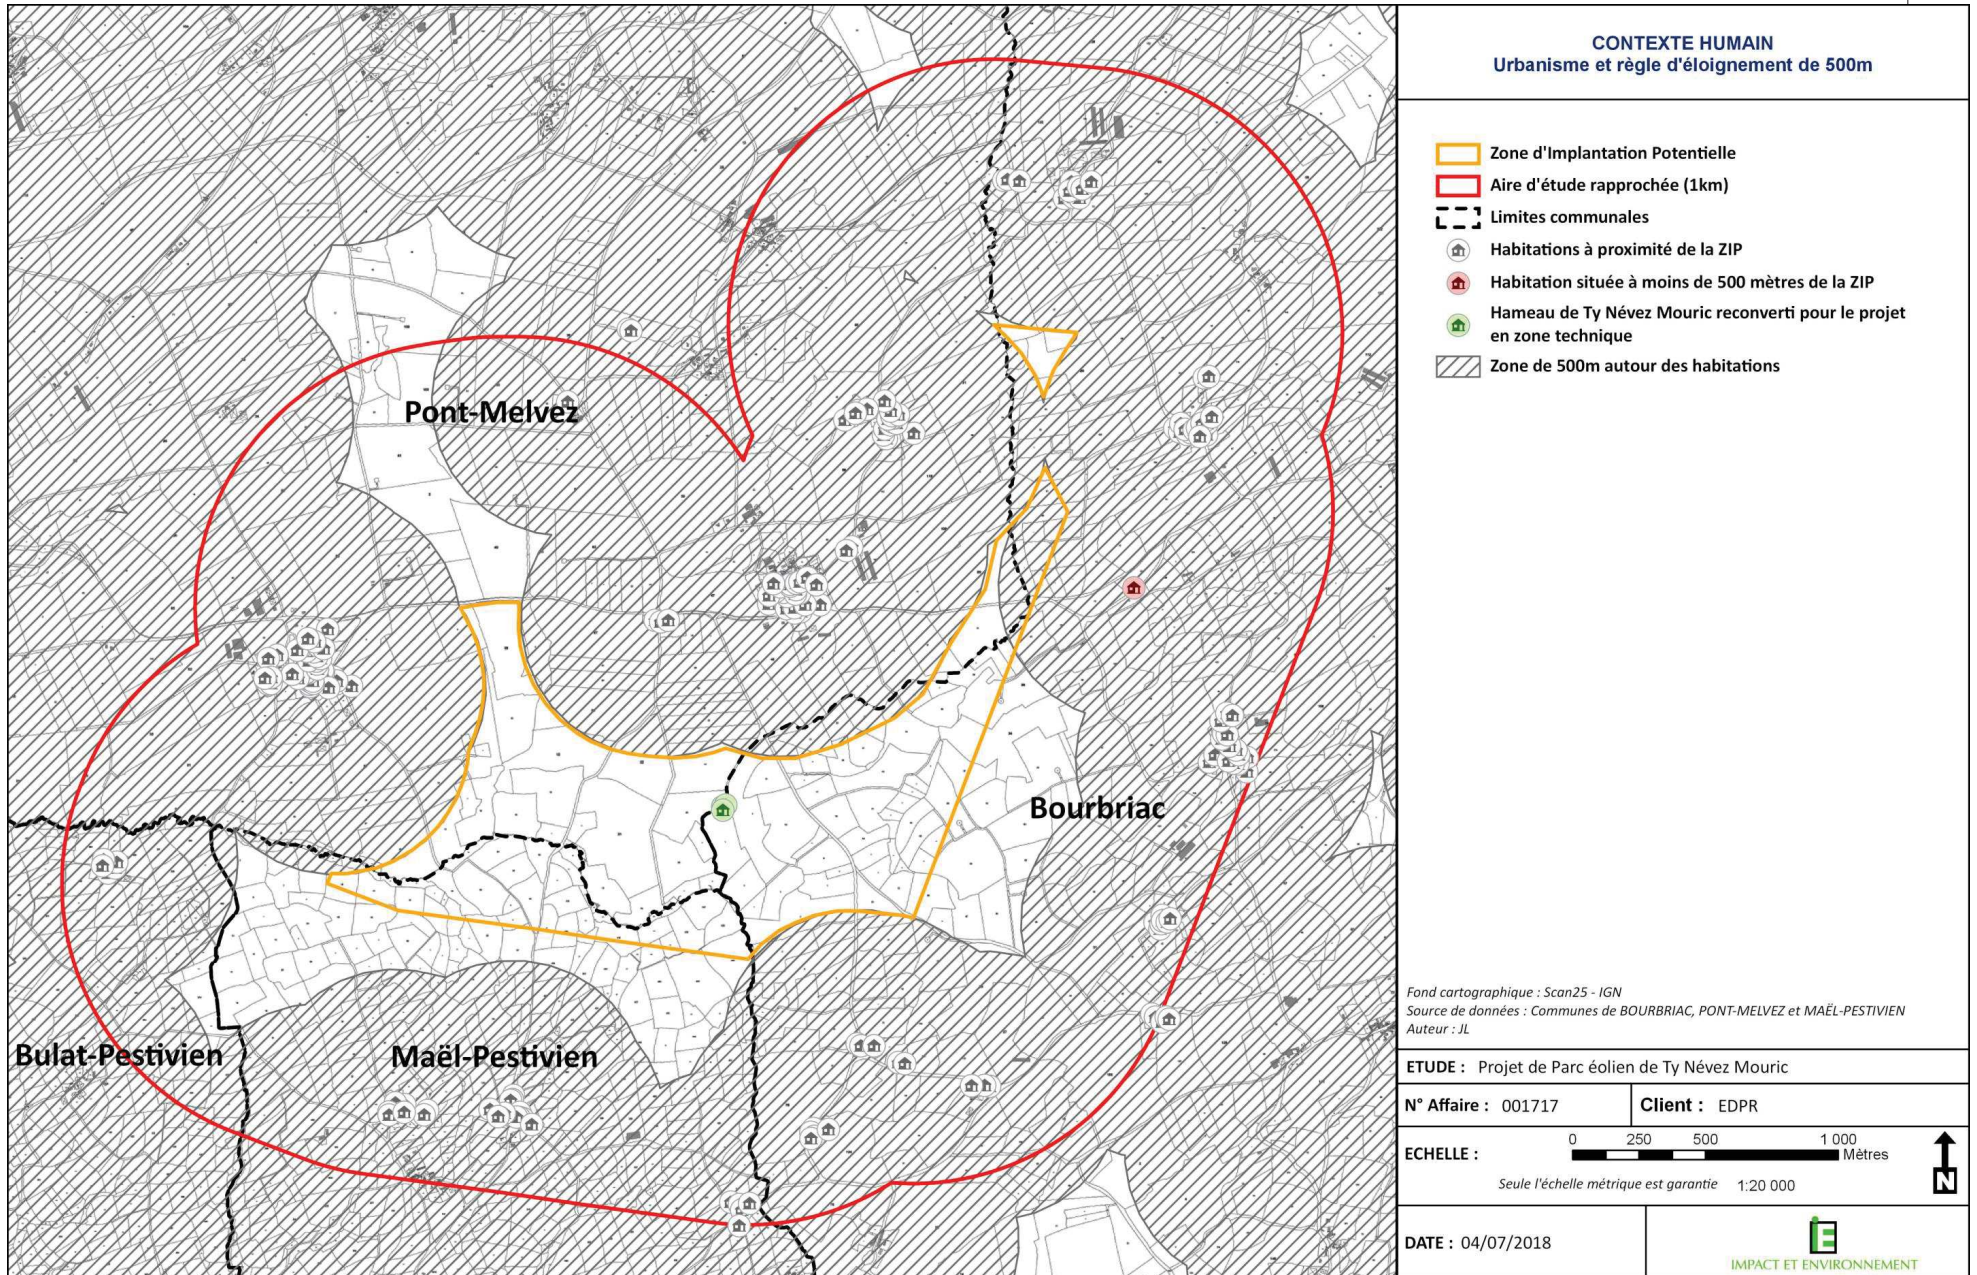 CONTEXTE HUMAIN
Urbanisme et règle d'éloignement de 500m
Zone d'Implantation Potentielle
Aire d'étude rapprochée (1km)
Limites communales
Habitations à proximité de la ZIP
Habitation située à moins de 500 mètres de la ZIP
Hameau de Ty Névez Mouric reconverti pour le projet
en zone technique
Zone de 500m autour des habitations
Pont-Melvez
Bourbriac
Bulat-Pestivien
Maël-Pestivien
Fond cartographique : Scan25 - IGN
Source de données : Communes de BOURBRIAC, PONT-MELVEZ et MAËL-PESTIVIEN
Auteur : JL
ETUDE : Projet de Parc éolien de Ty Névez Mouric
N° Affaire : 001717
Client : EDPR
ECHELLE :
0 250 500 1 000
Mètres
Seule l'échelle métrique est garantie 1:20 000
N
DATE : 04/07/2018
iE
IMPACT ET ENVIRONNEMENT